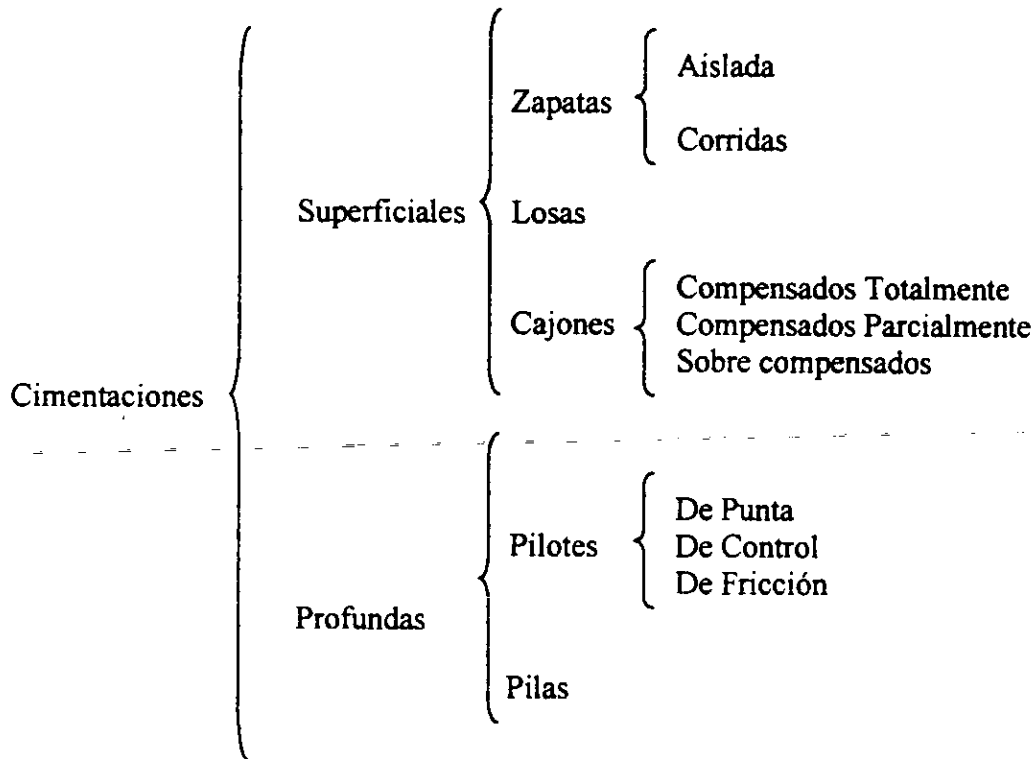 Cimentaciones
Superficiales
Zapatas
Aislada
Corridas
Losas
Cajones
Compensados Totalmente
Compensados Parcialmente
Sobre compensados
Profundas
Pilotes
De Punta
De Control
De Fricción
Pilas